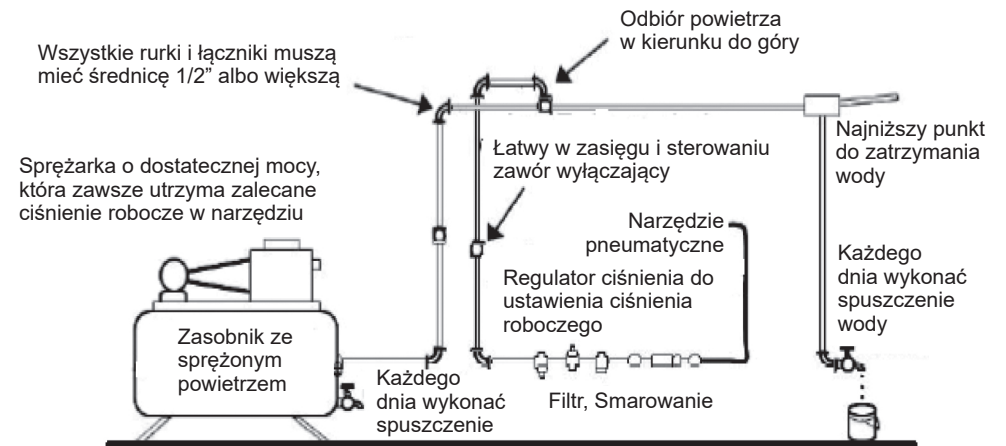 Odbiór powietrza
w kierunku do góry
Wszystkie rurki i łączniki muszą
mieć średnicę 1/2” albo większą
Najniższy punkt
do zatrzymania
wody
Łatwy w zasięgu i sterowaniu
zawór wyłączający
Sprężarka o dostatecznej mocy,
która zawsze utrzyma zalecane
ciśnienie robocze w narzędziu
Narzędzie
pneumatyczne
Każdego
dnia wykonać
spuszczenie
wody
Regulator ciśnienia do
ustawienia ciśnienia
roboczego
Zasobnik ze
sprężonym
powietrzem
Każdego
dnia wykonać
spuszczenie
Filtr, Smarowanie